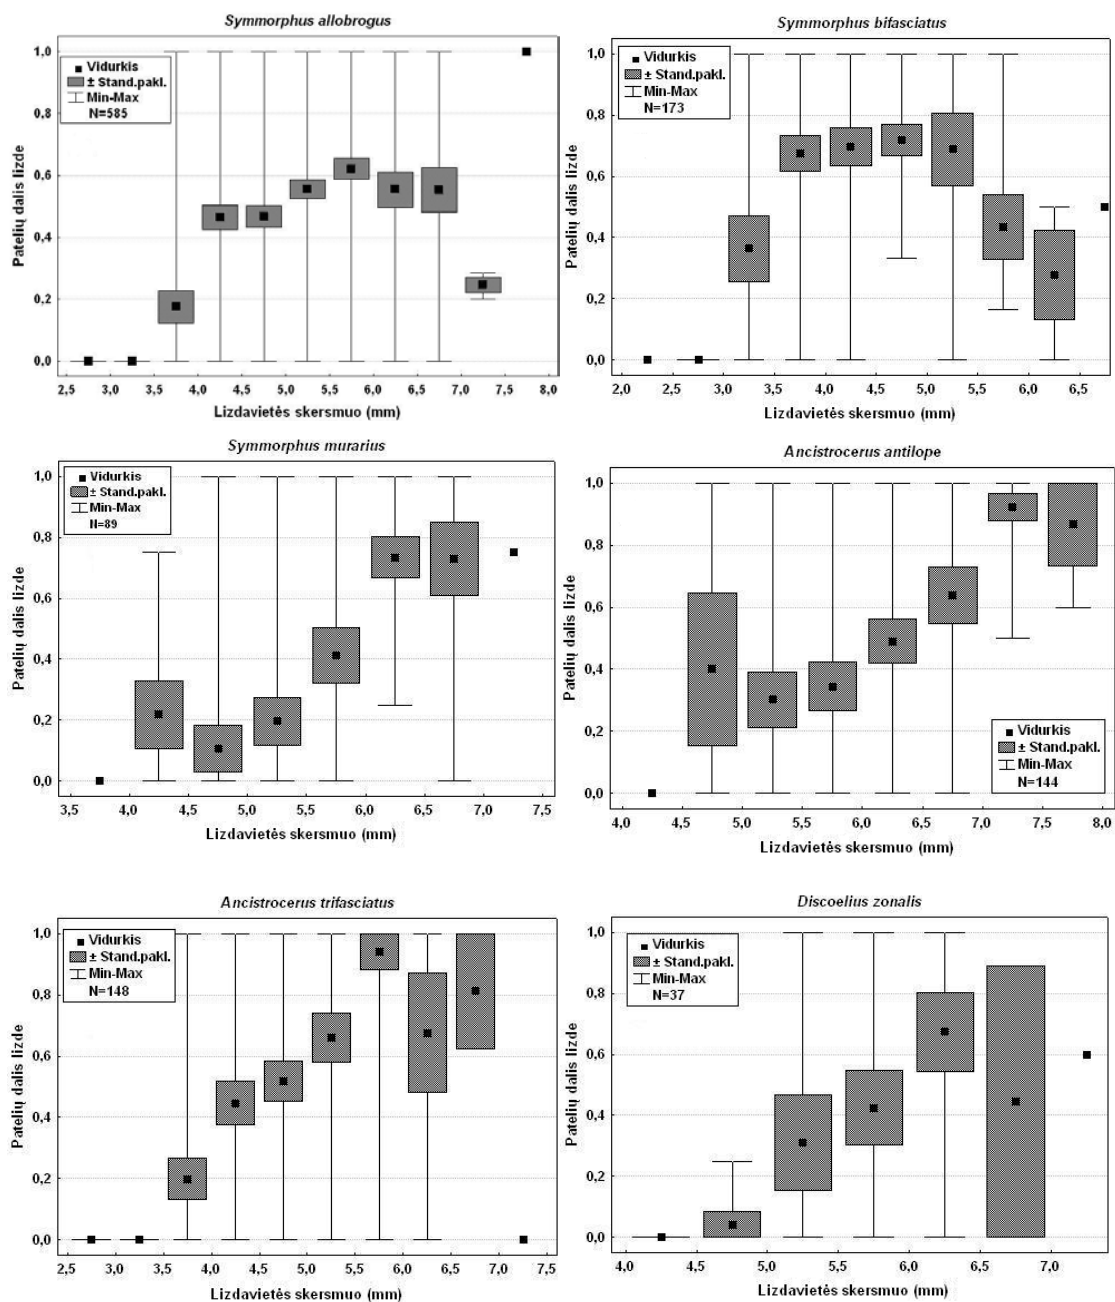 Symmorphus allobrogus
Patelių dalis lizde
1,0
0,8
0,6
0,4
0,2
0,0
Vidurkis
± Stand.pakl.
Min-Max
N=585
2,5 3,0 3,5 4,0 4,5 5,0 5,5 6,0 6,5 7,0 7,5 8,0
Lizdavietės skersmuo (mm)
Symmorphus bifasciatus
Patelių dalis lizde
1,0
0,8
0,6
0,4
0,2
0,0
Vidurkis
± Stand.pakl.
Min-Max
N=173
2,0 2,5 3,0 3,5 4,0 4,5 5,0 5,5 6,0 6,5
Lizdavietės skersmuo (mm)
Symmorphus murarius
Patelių dalis lizde
1,0
0,8
0,6
0,4
0,2
0,0
Vidurkis
± Stand.pakl.
Min-Max
N=89
3,5 4,0 4,5 5,0 5,5 6,0 6,5 7,0 7,5
Lizdavietės skersmuo (mm)
Ancistrocerus antilope
Patelių dalis lizde
1,0
0,8
0,6
0,4
0,2
0,0
Vidurkis
± Stand.pakl.
Min-Max
N=144
4,0 4,5 5,0 5,5 6,0 6,5 7,0 7,5 8,0
Lizdavietės skersmuo (mm)
Ancistrocerus trifasciatus
Patelių dalis lizde
1,0
0,8
0,6
0,4
0,2
0,0
Vidurkis
± Stand.pakl.
Min-Max
N=148
2,5 3,0 3,5 4,0 4,5 5,0 5,5 6,0 6,5 7,0 7,5
Lizdavietės skersmuo (mm)
Discoelius zonalis
Patelių dalis lizde
1,0
0,8
0,6
0,4
0,2
0,0
Vidurkis
± Stand.pakl.
Min-Max
N=37
4,0 4,5 5,0 5,5 6,0 6,5 7,0
Lizdavietės skersmuo (mm)